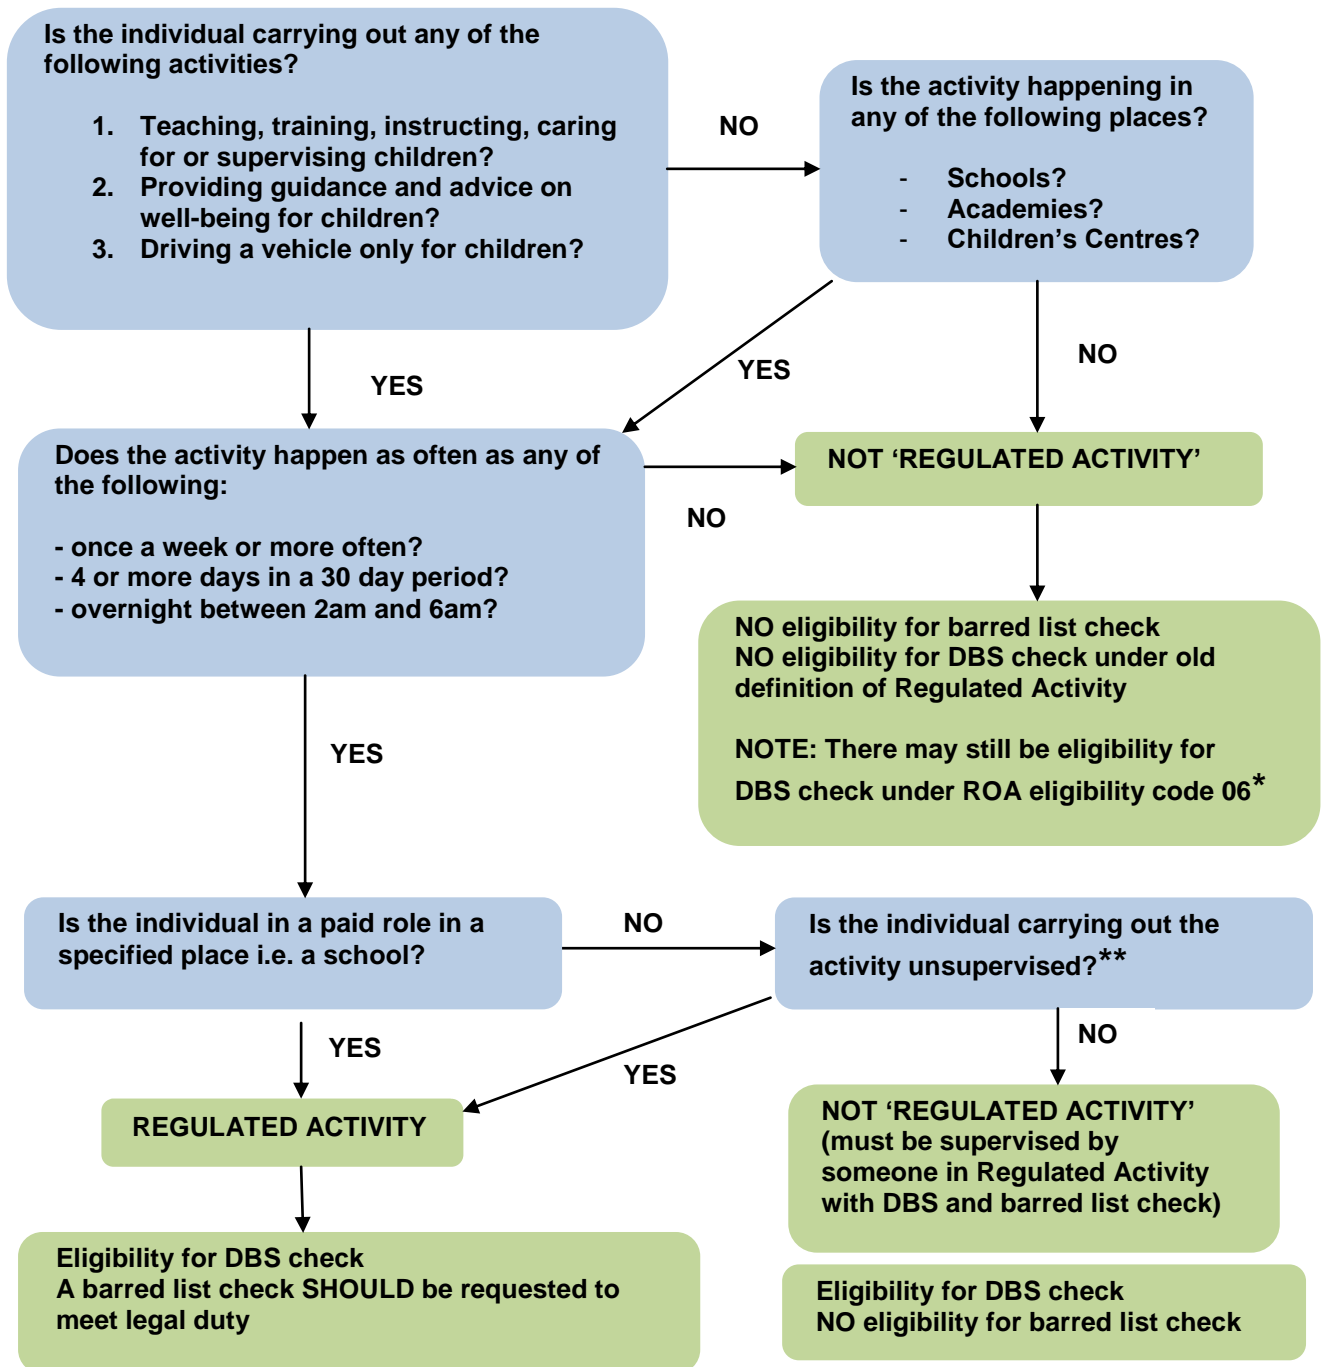 Is the individual carrying out any of the
following activities?
1. Teaching, training, instructing, caring
for or supervising children?
2. Providing guidance and advice on
well-being for children?
3. Driving a vehicle only for children?
NO
Is the activity happening in
any of the following places?
- Schools?
- Academies?
- Children's Centres?
YES
YES
NO
Does the activity happen as often as any of
the following:
- once a week or more often?
- 4 or more days in a 30 day period?
- overnight between 2am and 6am?
NO
NOT ‘REGULATED ACTIVITY’
NO eligibility for barred list check
NO eligibility for DBS check under old
definition of Regulated Activity
NOTE: There may still be eligibility for
DBS check under ROA eligibility code 06*
YES
Is the individual in a paid role in a
specified place i.e. a school?
NO
Is the individual carrying out the
activity unsupervised?**
YES
YES
NO
REGULATED ACTIVITY
NOT ‘REGULATED ACTIVITY’
(must be supervised by
someone in Regulated Activity
with DBS and barred list check)
Eligibility for DBS check
A barred list check SHOULD be requested to
meet legal duty
Eligibility for DBS check
NO eligibility for barred list check